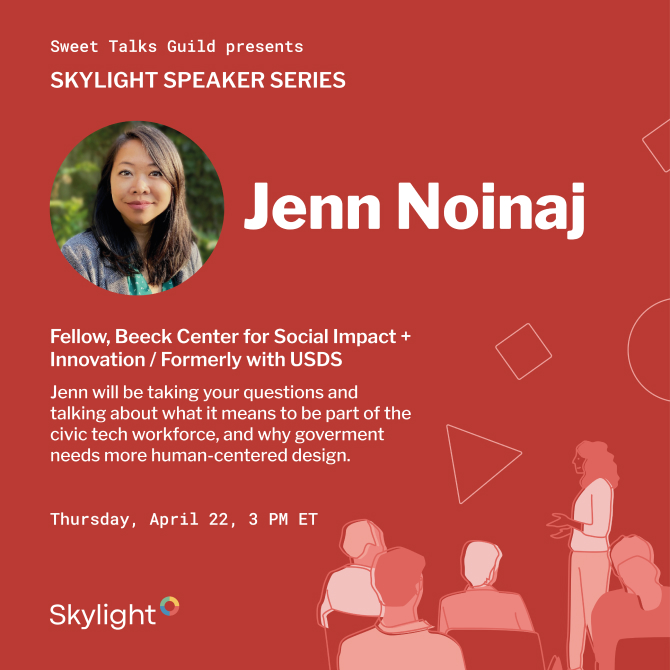 Sweet Talks Guild presents
SKYLIGHT SPEAKER SERIES
Jenn Noinaj
Fellow, Beeck Center for Social Impact +
Innovation / Formerly with USDS
Jenn will be taking your questions and
talking about what it means to be part of the
civic tech workforce, and why goverment
needs more human-centered design.
Thursday, April 22, 3 PM ET
Skylight